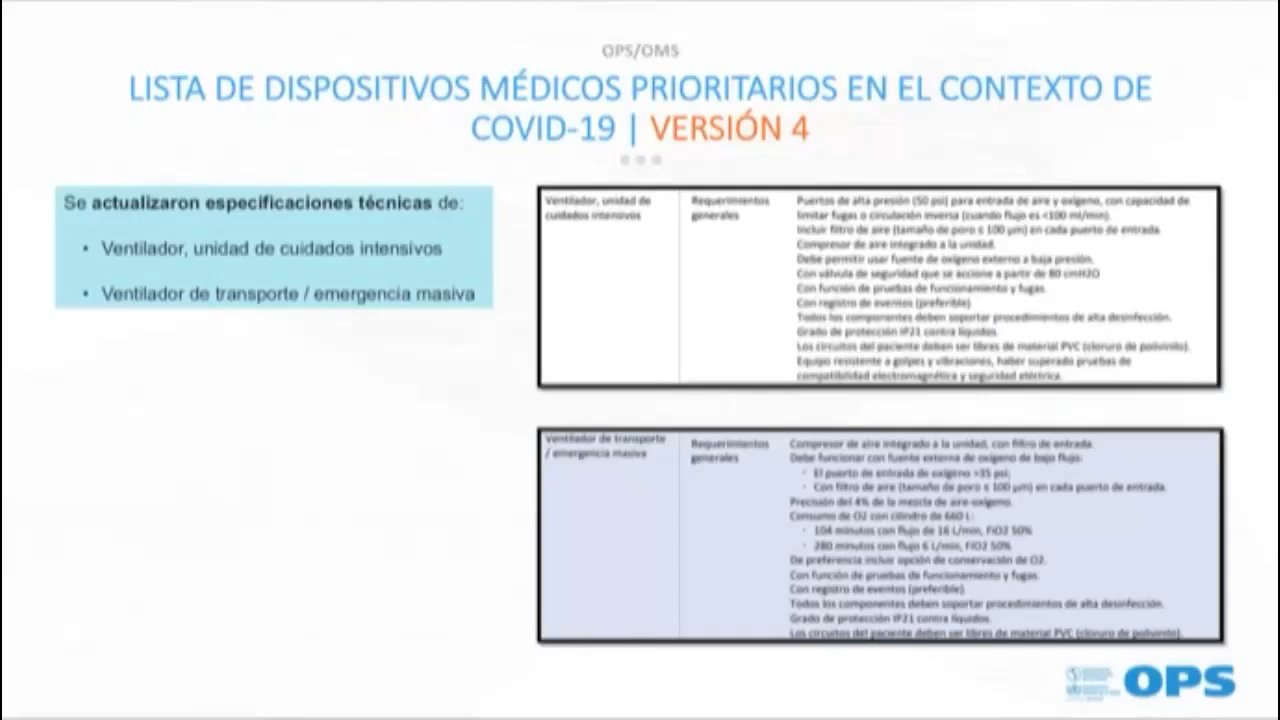 OPS/OMS
LISTA DE DISPOSITIVOS MÉDICOS PRIORITARIOS EN EL CONTEXTO DE
COVID-19 | VERSIÓN 4
Se actualizaron especificaciones técnicas de:
• Ventilador, unidad de cuidados intensivos
• Ventilador de transporte / emergencia masiva
Ventilador, unidad de
cuidados intensivos
Requerimientos
generales
Puertos de alta presión (50 psi) para entrada de aire y oxígeno, con capacidad de
limitar fugas o circulación inversa (cuando flujo es <100 ml/min).
Incluir filtro de aire (tamaño de poro ≤ 100 µm) en cada puerto de entrada.
Compresor de aire integrado a la unidad.
Debe permitir usar fuente de oxígeno externo a baja presión.
Con válvula de seguridad que se accione a partir de 80 cmH2O
Con función de pruebas de funcionamiento y fugas.
Con registro de eventos (preferible)
Todos los componentes deben soportar procedimientos de alta desinfección.
Grado de protección IP21 contra líquidos.
Los circuitos del paciente deben ser libres de material PVC (cloruro de polivinilo).
Equipo resistente a golpes y vibraciones, haber superado pruebas de
compatibilidad electromagnética y seguridad eléctrica.
Ventilador de transporte
/ emergencia masiva
Requerimientos
generales
Compresor de aire integrado a la unidad, con filtro de entrada.
Debe funcionar con fuente externa de oxígeno de bajo flujo:
◦ El puerto de entrada de oxígeno >35 psi;
◦ Con filtro de aire (tamaño de poro ≤ 100 µm) en cada puerto de entrada.
Precisión del 4% de la mezcla de aire-oxígeno.
Consumo de O2 con cilindro de 660 L:
◦ 104 minutos con flujo de 16 L/min, FiO2 50%
◦ 280 minutos con flujo 6 L/min, FiO2 50%
De preferencia incluir opción de conservación de O2.
Con función de pruebas de funcionamiento y fugas.
Con registro de eventos (preferible).
Todos los componentes deben soportar procedimientos de alta desinfección.
Grado de protección IP21 contra líquidos.
Los circuitos del paciente deben ser libres de material PVC (cloruro de polivinilo).
OPS